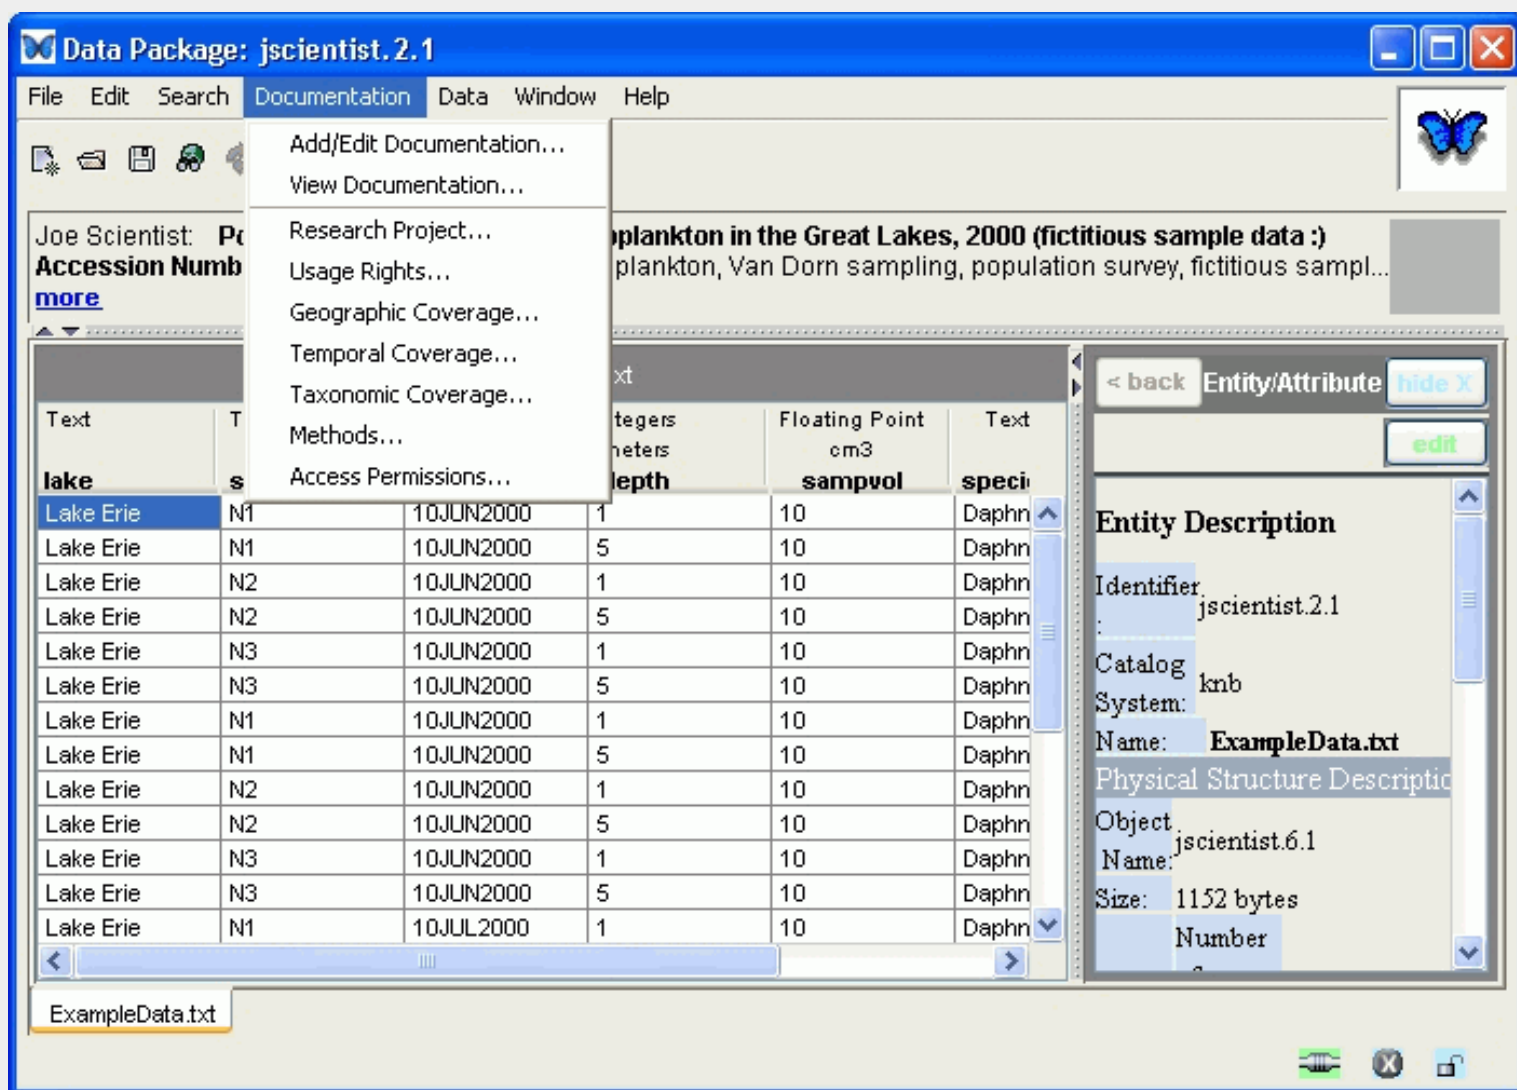 Data Package: jscientist.2.1
File Edit Search Documentation Data Window Help
Add/Edit Documentation...
View Documentation...
Research Project...
Usage Rights...
Geographic Coverage...
Temporal Coverage...
Taxonomic Coverage...
Methods...
Access Permissions...
Joe Scientist: in the Great Lakes, 2000 (fictitious sample data :)
Accession plankton, Van Dorn sampling, population survey, fictitious sampl...
more
< back Entity/Attribute hide X
edit
Text Floating Point Text
cm3
lake sampvol
Lake Erie N1 10JUN2000 1 10 Daphn
Lake Erie N1 10JUN2000 5 10 Daphn
Lake Erie N2 10JUN2000 1 10 Daphn
Lake Erie N2 10JUN2000 5 10 Daphn
Lake Erie N3 10JUN2000 1 10 Daphn
Lake Erie N3 10JUN2000 5 10 Daphn
Lake Erie N1 10JUN2000 1 10 Daphn
Lake Erie N1 10JUN2000 5 10 Daphn
Lake Erie N2 10JUN2000 1 10 Daphn
Lake Erie N2 10JUN2000 5 10 Daphn
Lake Erie N3 10JUN2000 1 10 Daphn
Lake Erie N3 10JUN2000 5 10 Daphn
Lake Erie N1 10JUL2000 1 10 Daphn
Entity Description
Identifier : jscientist.2.1
Catalog System: knb
Name: ExampleData.txt
Physical Structure Descriptio
Object Name: jscientist.6.1
Size: 1152 bytes
Number
ExampleData.txt